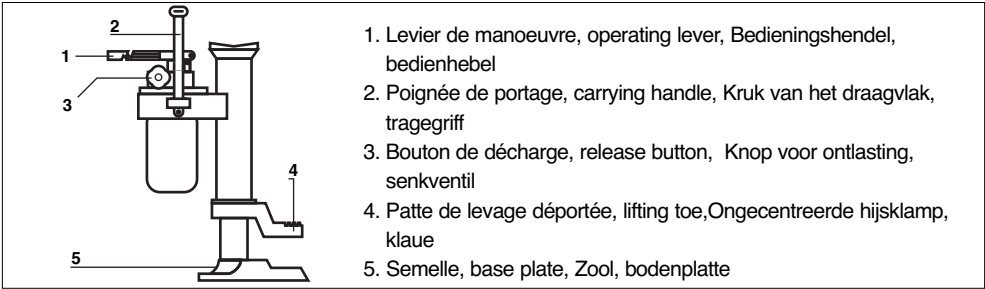 2
1
3
4
5
1. Levier de manoeuvre, operating lever, Bedieningshendel,
bedienhebel
2. Poignée de portage, carrying handle, Kruk van het draagvlak,
tragegriff
3. Bouton de décharge, release button, Knop voor ontlasting,
senkventil
4. Patte de levage déportée, lifting toe,Ongecentreerde hijsklamp,
klaue
5. Semelle, base plate, Zool, bodenplatte